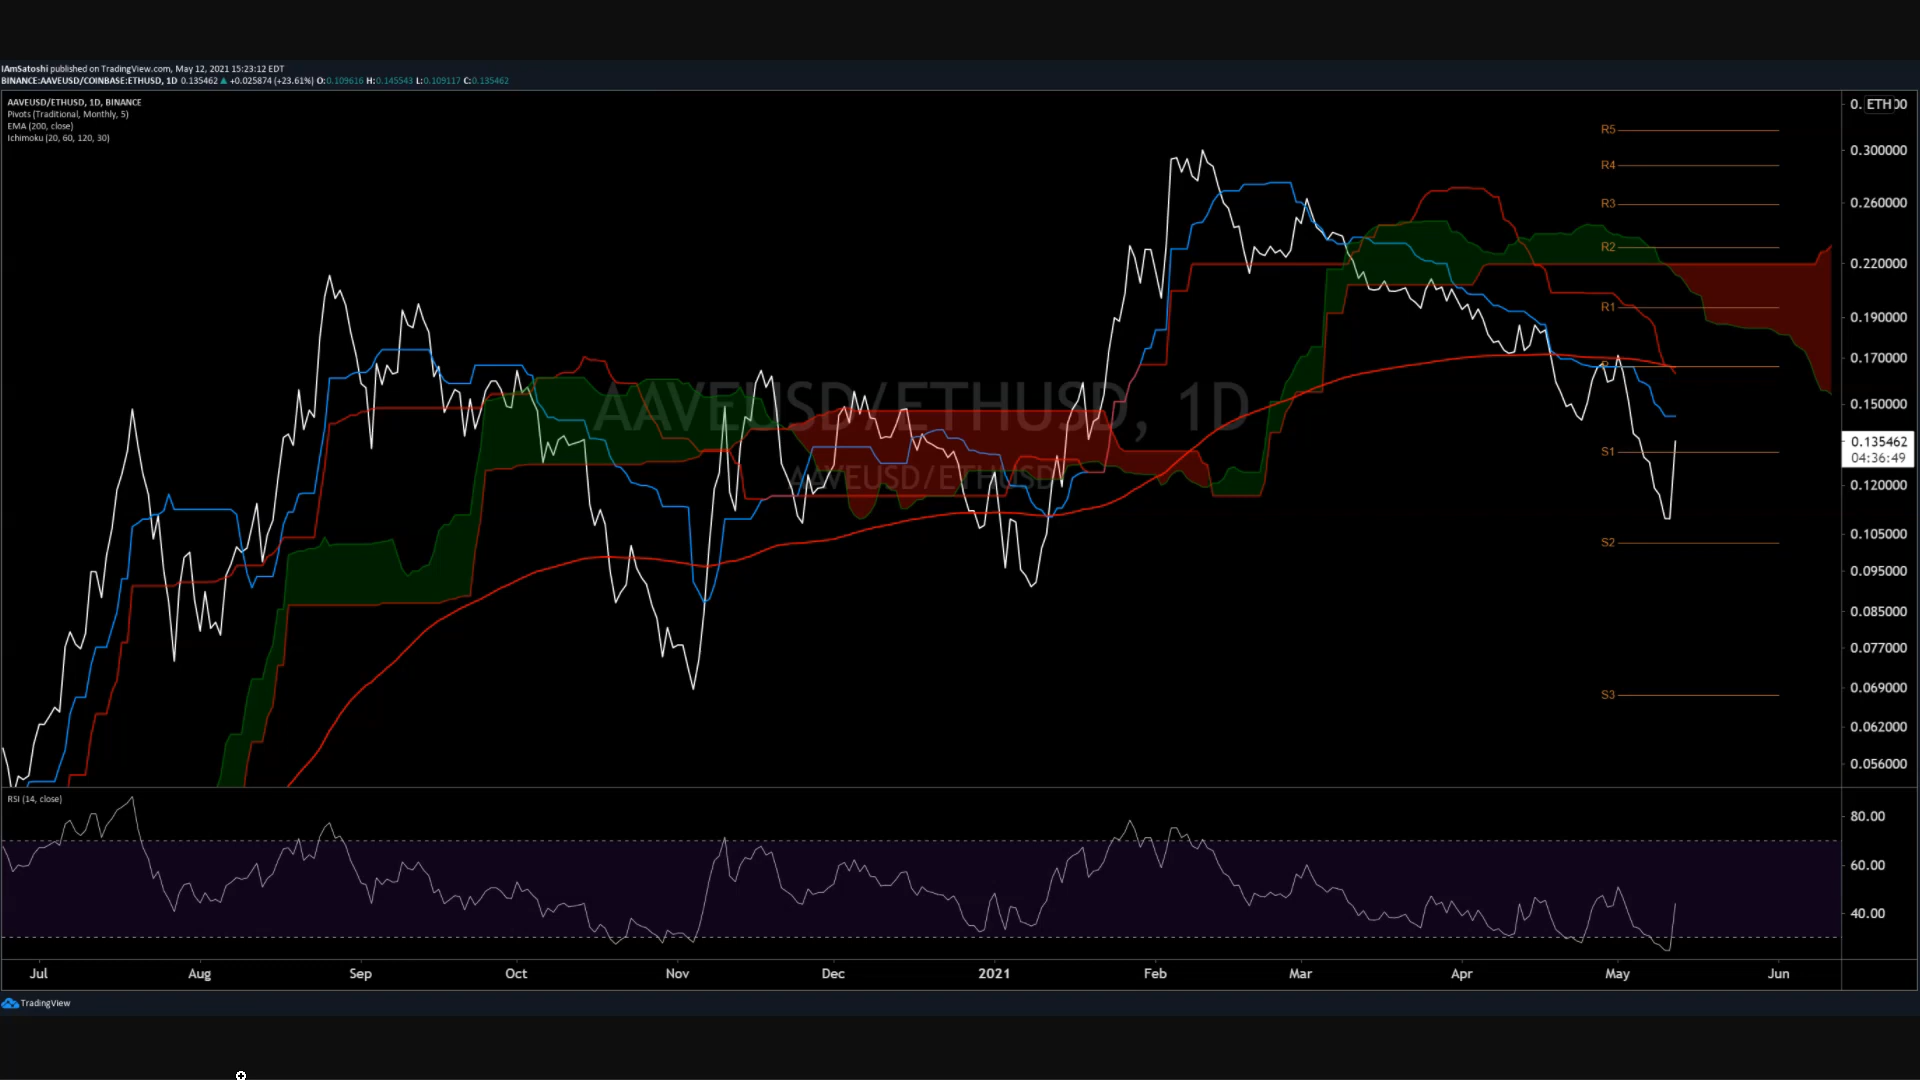 IAmSatoshi published on TradingView.com, May 12, 2021 15:23:12 EDT
BINANCE:AAVEUSD/COINBASE:ETHUSD, 1D 0.135462 ▲ +0.025874 (+23.61%) O:0.109616 H:0.145543 L:0.109117 C:0.135462
AAVEUSD/ETHUSD, 1D, BINANCE
Pivots (Traditional, Monthly, 5)
EMA (200, close)
Ichimoku (20, 60, 120, 30)
ETH
R5
R4
R3
R2
R1
P
S1
S2
S3
AAVEUSD/ETHUSD, 1D
AAVEUSD/ETHUSD
0.300000
0.260000
0.220000
0.190000
0.170000
0.150000
0.135462
04:36:49
0.120000
0.105000
0.095000
0.085000
0.077000
0.069000
0.062000
0.056000
RSI (14, close)
80.00
60.00
40.00
Jul Aug Sep Oct Nov Dec 2021 Feb Mar Apr May Jun
TradingView